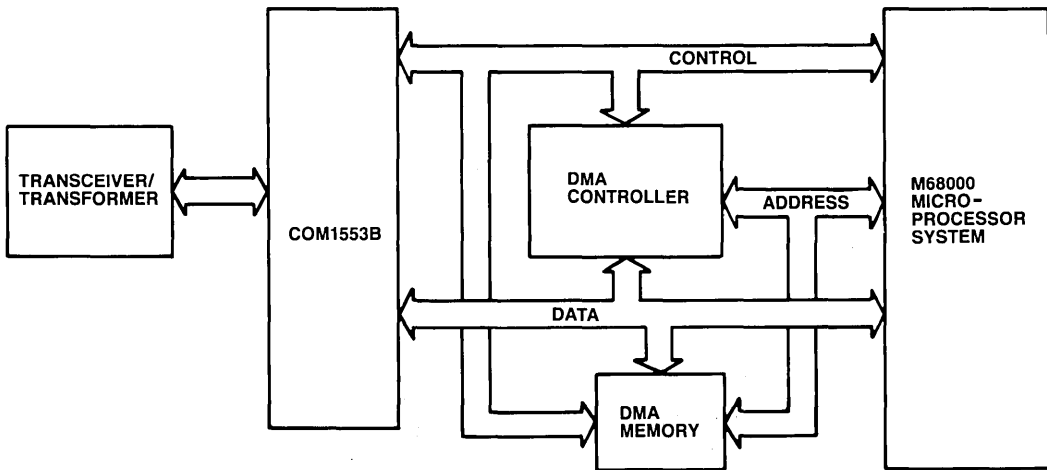 CONTROL
TRANSCEIVER/
TRANSFORMER
COM1553B
DMA
CONTROLLER
ADDRESS
M68000
MICRO-
PROCESSOR
SYSTEM
DATA
DMA
MEMORY